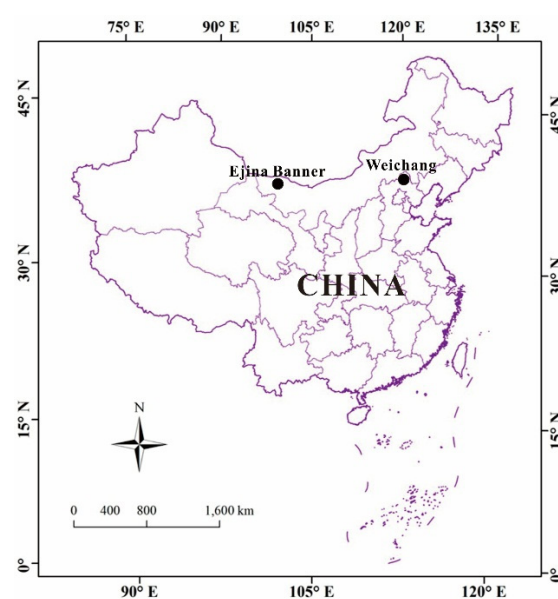 75° E 90° E 105° E 120° E 135° E
45° N 45° N
Weichang
Ejina Banner
30° N 30° N
CHINA
15° N 15° N
N
0 400 800 1,600 km
0° 0°
90° E 105° E 120° E